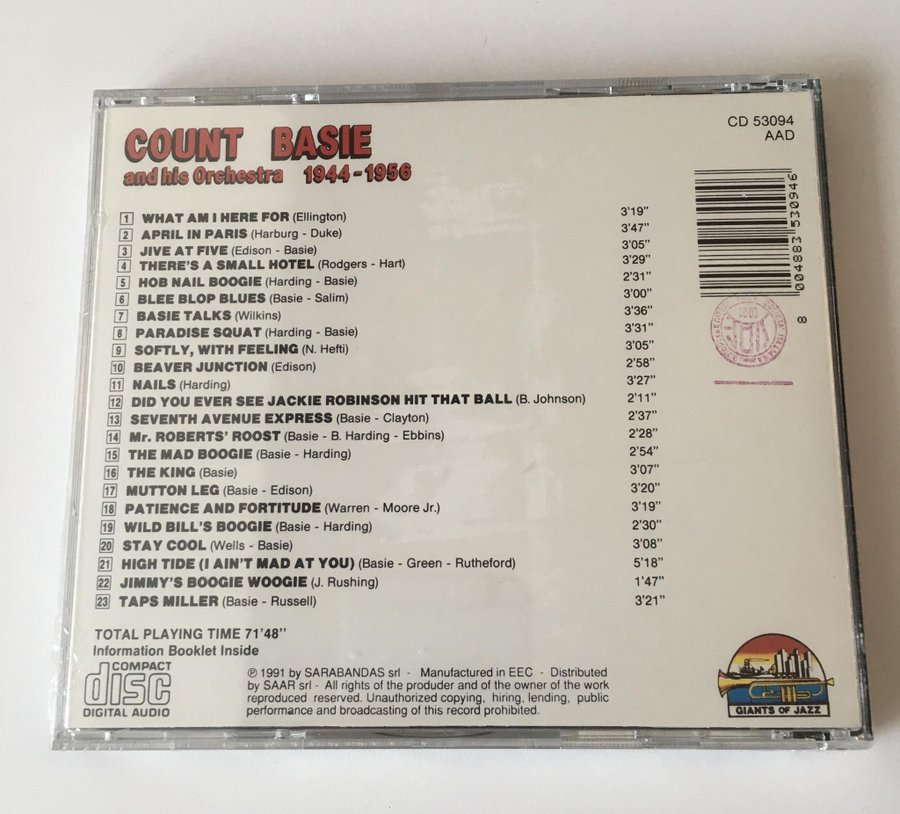 COUNT BASIE
and his Orchestra 1944-1956
CD 53094
AAD
1 WHAT AM I HERE FOR (Ellington) 3'19"
2 APRIL IN PARIS (Harburg - Duke) 3'47"
3 JIVE AT FIVE (Edison - Basie) 3'05"
4 THERE'S A SMALL HOTEL (Rodgers - Hart) 3'29"
5 HOB NAIL BOOGIE (Harding - Basie) 2'31"
6 BLEE BLOP BLUES (Basie - Salim) 3'00"
7 BASIE TALKS (Wilkins) 3'36"
8 PARADISE SQUAT (Harding - Basie) 3'31"
9 SOFTLY, WITH FEELING (N. Hefti) 3'05"
10 BEAVER JUNCTION (Edison) 2'58"
11 NAILS (Harding) 3'27"
12 DID YOU EVER SEE JACKIE ROBINSON HIT THAT BALL (B. Johnson) 2'11"
13 SEVENTH AVENUE EXPRESS (Basie - Clayton) 2'37"
14 Mr. ROBERTS' ROOST (Basie - B. Harding - Ebbins) 2'28"
15 THE MAD BOOGIE (Basie - Harding) 2'54"
16 THE KING (Basie) 3'07"
17 MUTTON LEG (Basie - Edison) 3'20"
18 PATIENCE AND FORTITUDE (Warren - Moore Jr.) 3'19"
19 WILD BILL'S BOOGIE (Basie - Harding) 2'30"
20 STAY COOL (Wells - Basie) 3'08"
21 HIGH TIDE (I AIN'T MAD AT YOU) (Basie - Green - Rutheford) 5'18"
22 JIMMY'S BOOGIE WOOGIE (J. Rushing) 1'47"
23 TAPS MILLER (Basie - Russell) 3'21"
004883 530946
8
TOTAL PLAYING TIME 71'48"
Information Booklet Inside
COMPACT
disc
DIGITAL AUDIO
℗ 1991 by SARABANDAS srl - Manufactured in EEC - Distributed
by SAAR srl - All rights of the produder and of the owner of the work
reproduced reserved. Unauthorized copying, hiring, lending, public
performance and broadcasting of this record prohibited.
GIANTS OF JAZZ